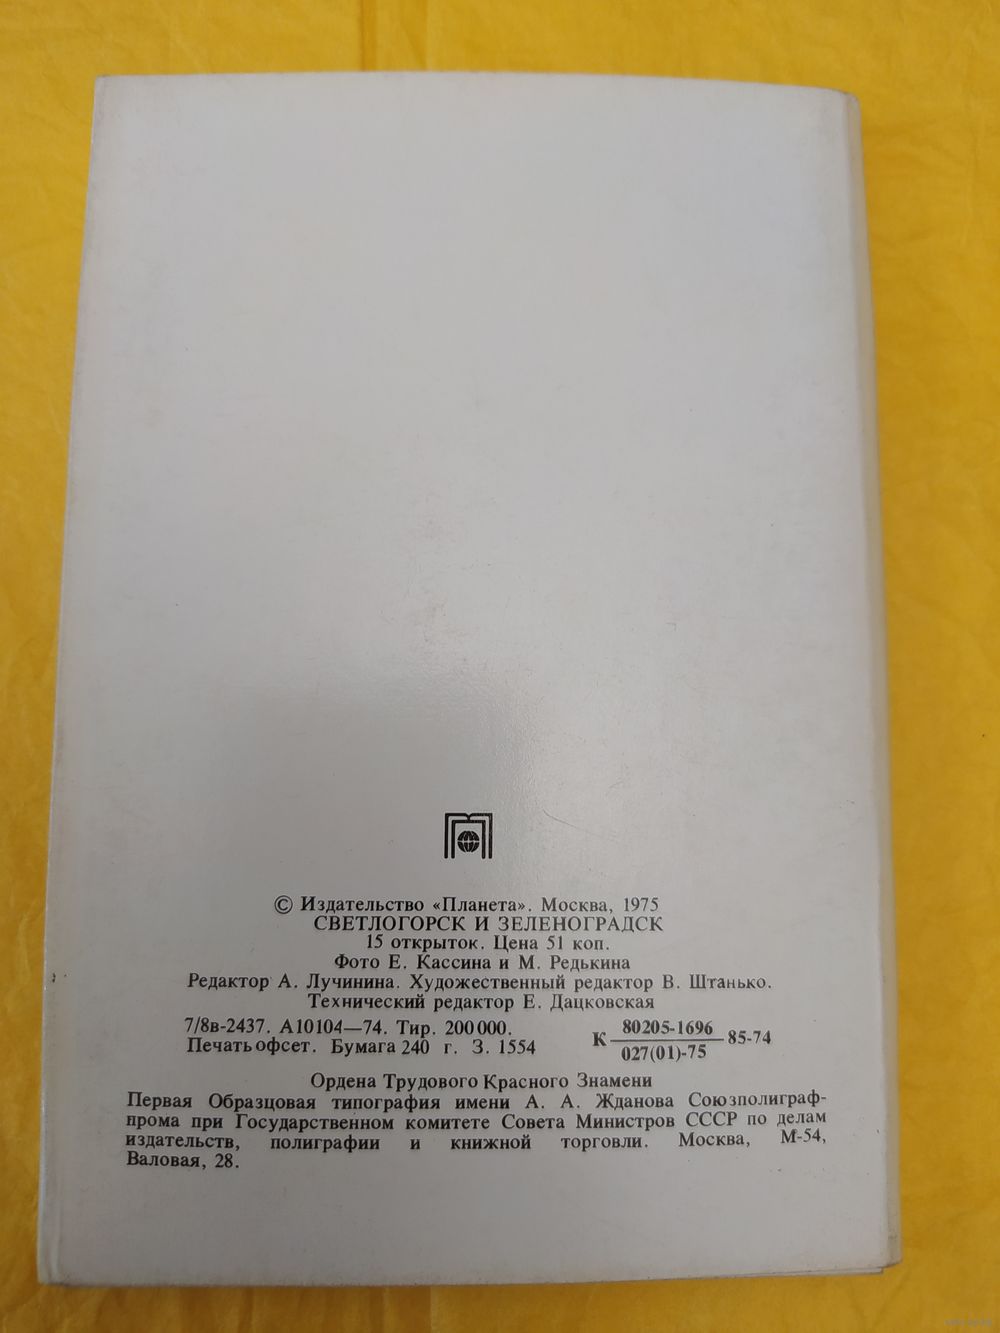 © Издательство «Планета». Москва, 1975
СВЕТЛОГОРСК И ЗЕЛЕНОГРАДСК
15 открыток. Цена 51 коп.
Фото Е. Кассина и М. Редькина
Редактор А. Лучинина. Художественный редактор В. Штанько.
Технический редактор Е. Дацковская
7/8в-2437. А10104—74. Тир. 200 000.
Печать офсет. Бумага 240 г. З. 1554
К 80205-1696
027(01)-75 85-74
Ордена Трудового Красного Знамени
Первая Образцовая типография имени А. А. Жданова Союзполиграф-
прома при Государственном комитете Совета Министров СССР по делам
издательств, полиграфии и книжной торговли. Москва, М-54,
Валовая, 28.